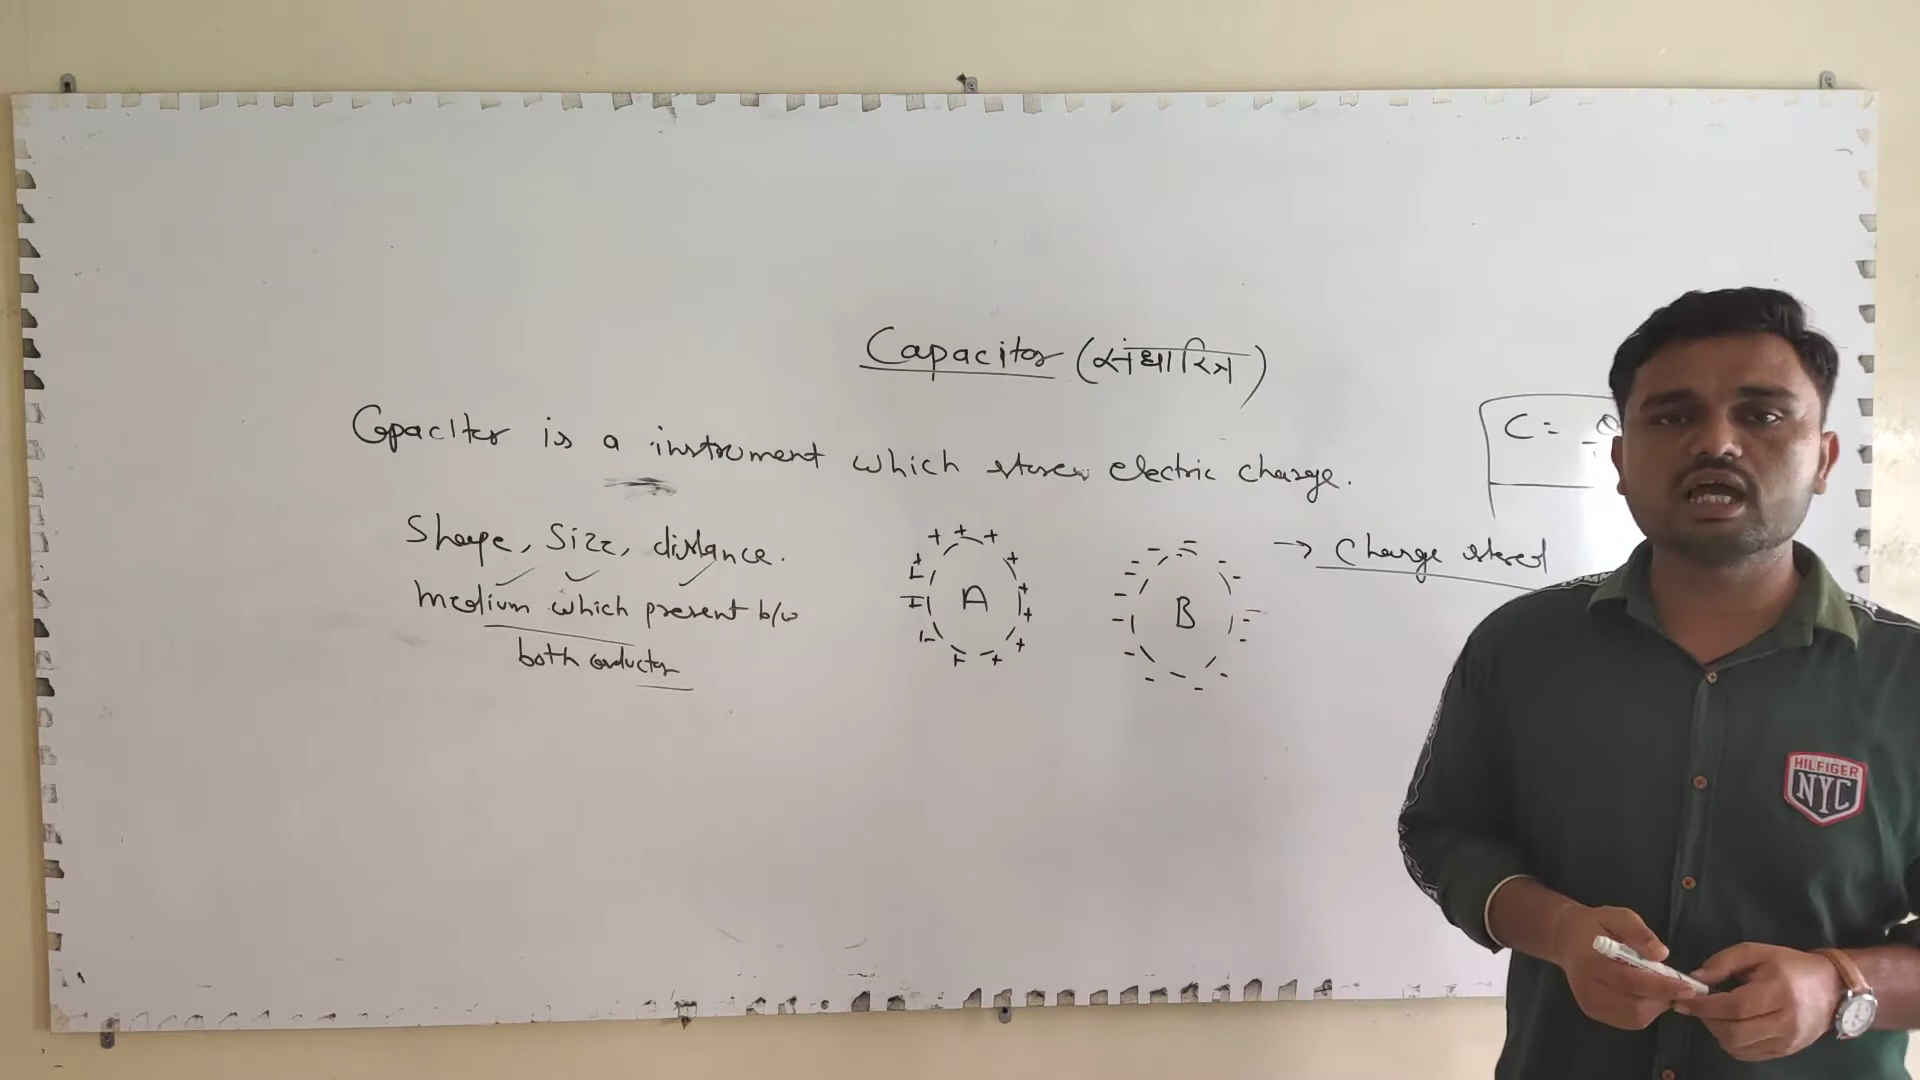 Capacitor (संधारित्र)
Capacitor is a instrument which stores electric charge.
C = Q
Shape, Size, distance.
Medium which present b/w
both conductor
A
B
→ Charge stored
HILFIGER
NYC